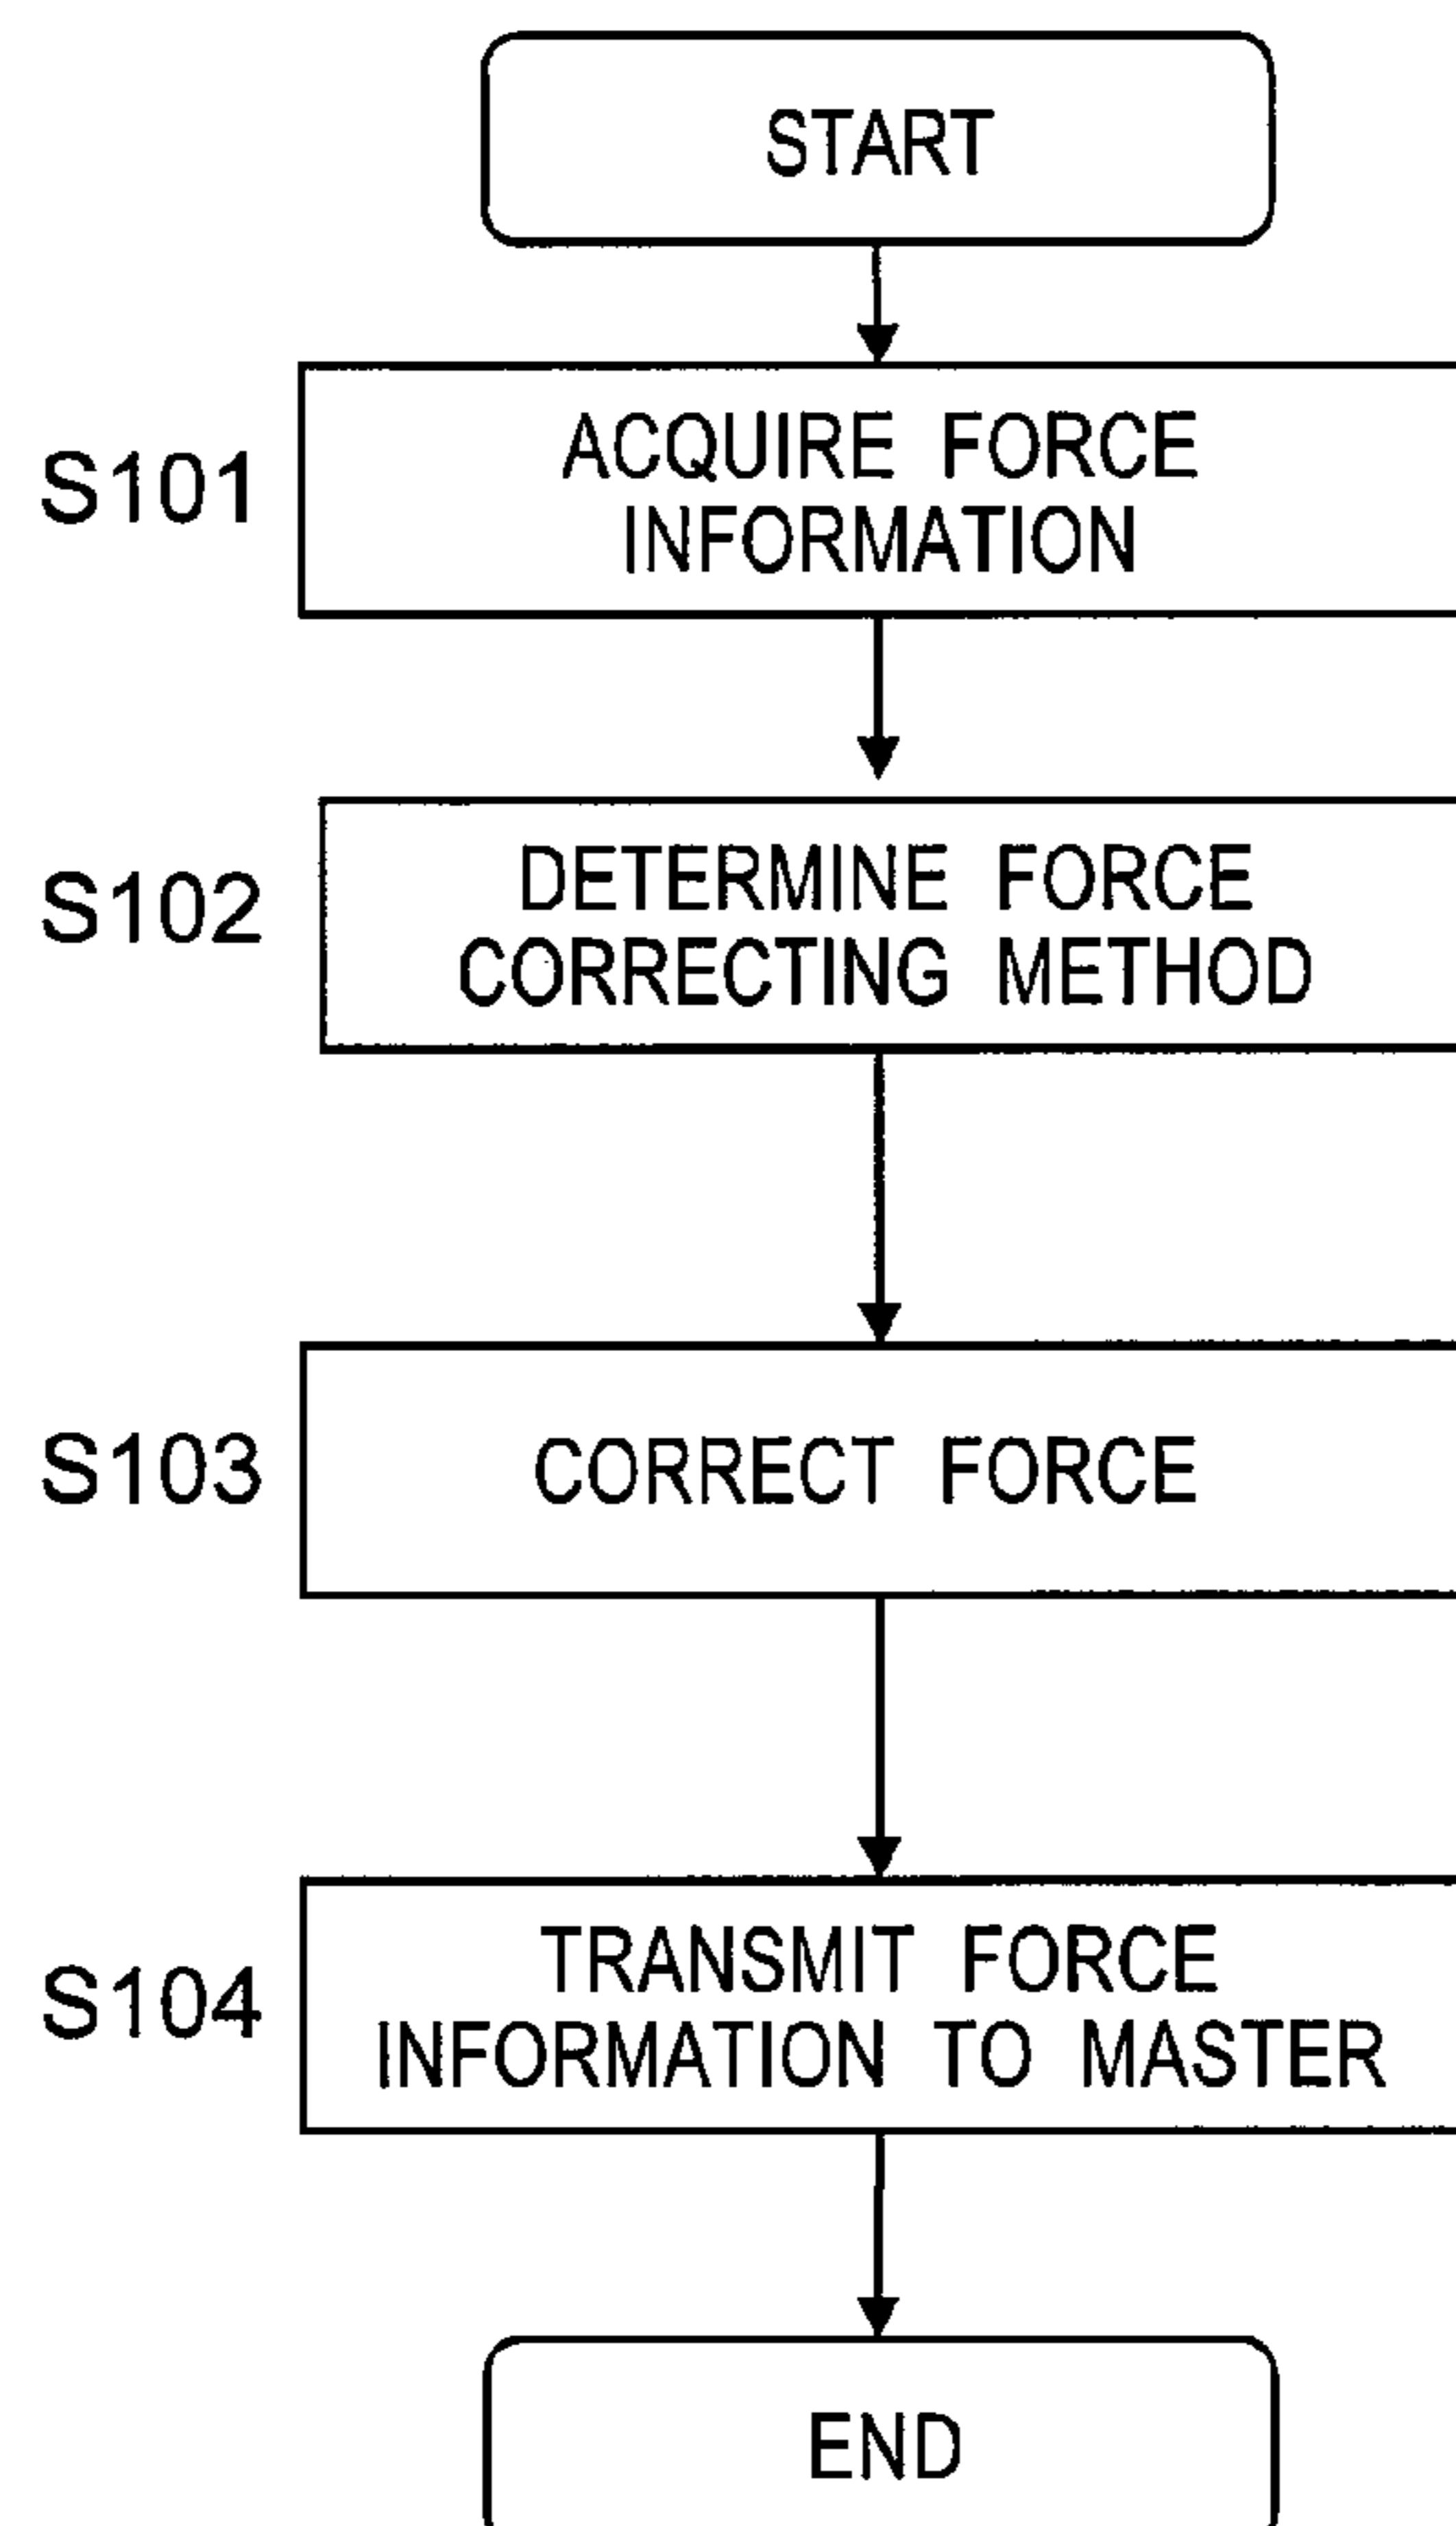 START
S101
ACQUIRE FORCE
INFORMATION
S102
DETERMINE FORCE
CORRECTING METHOD
S103
CORRECT FORCE
S104
TRANSMIT FORCE
INFORMATION TO MASTER
END